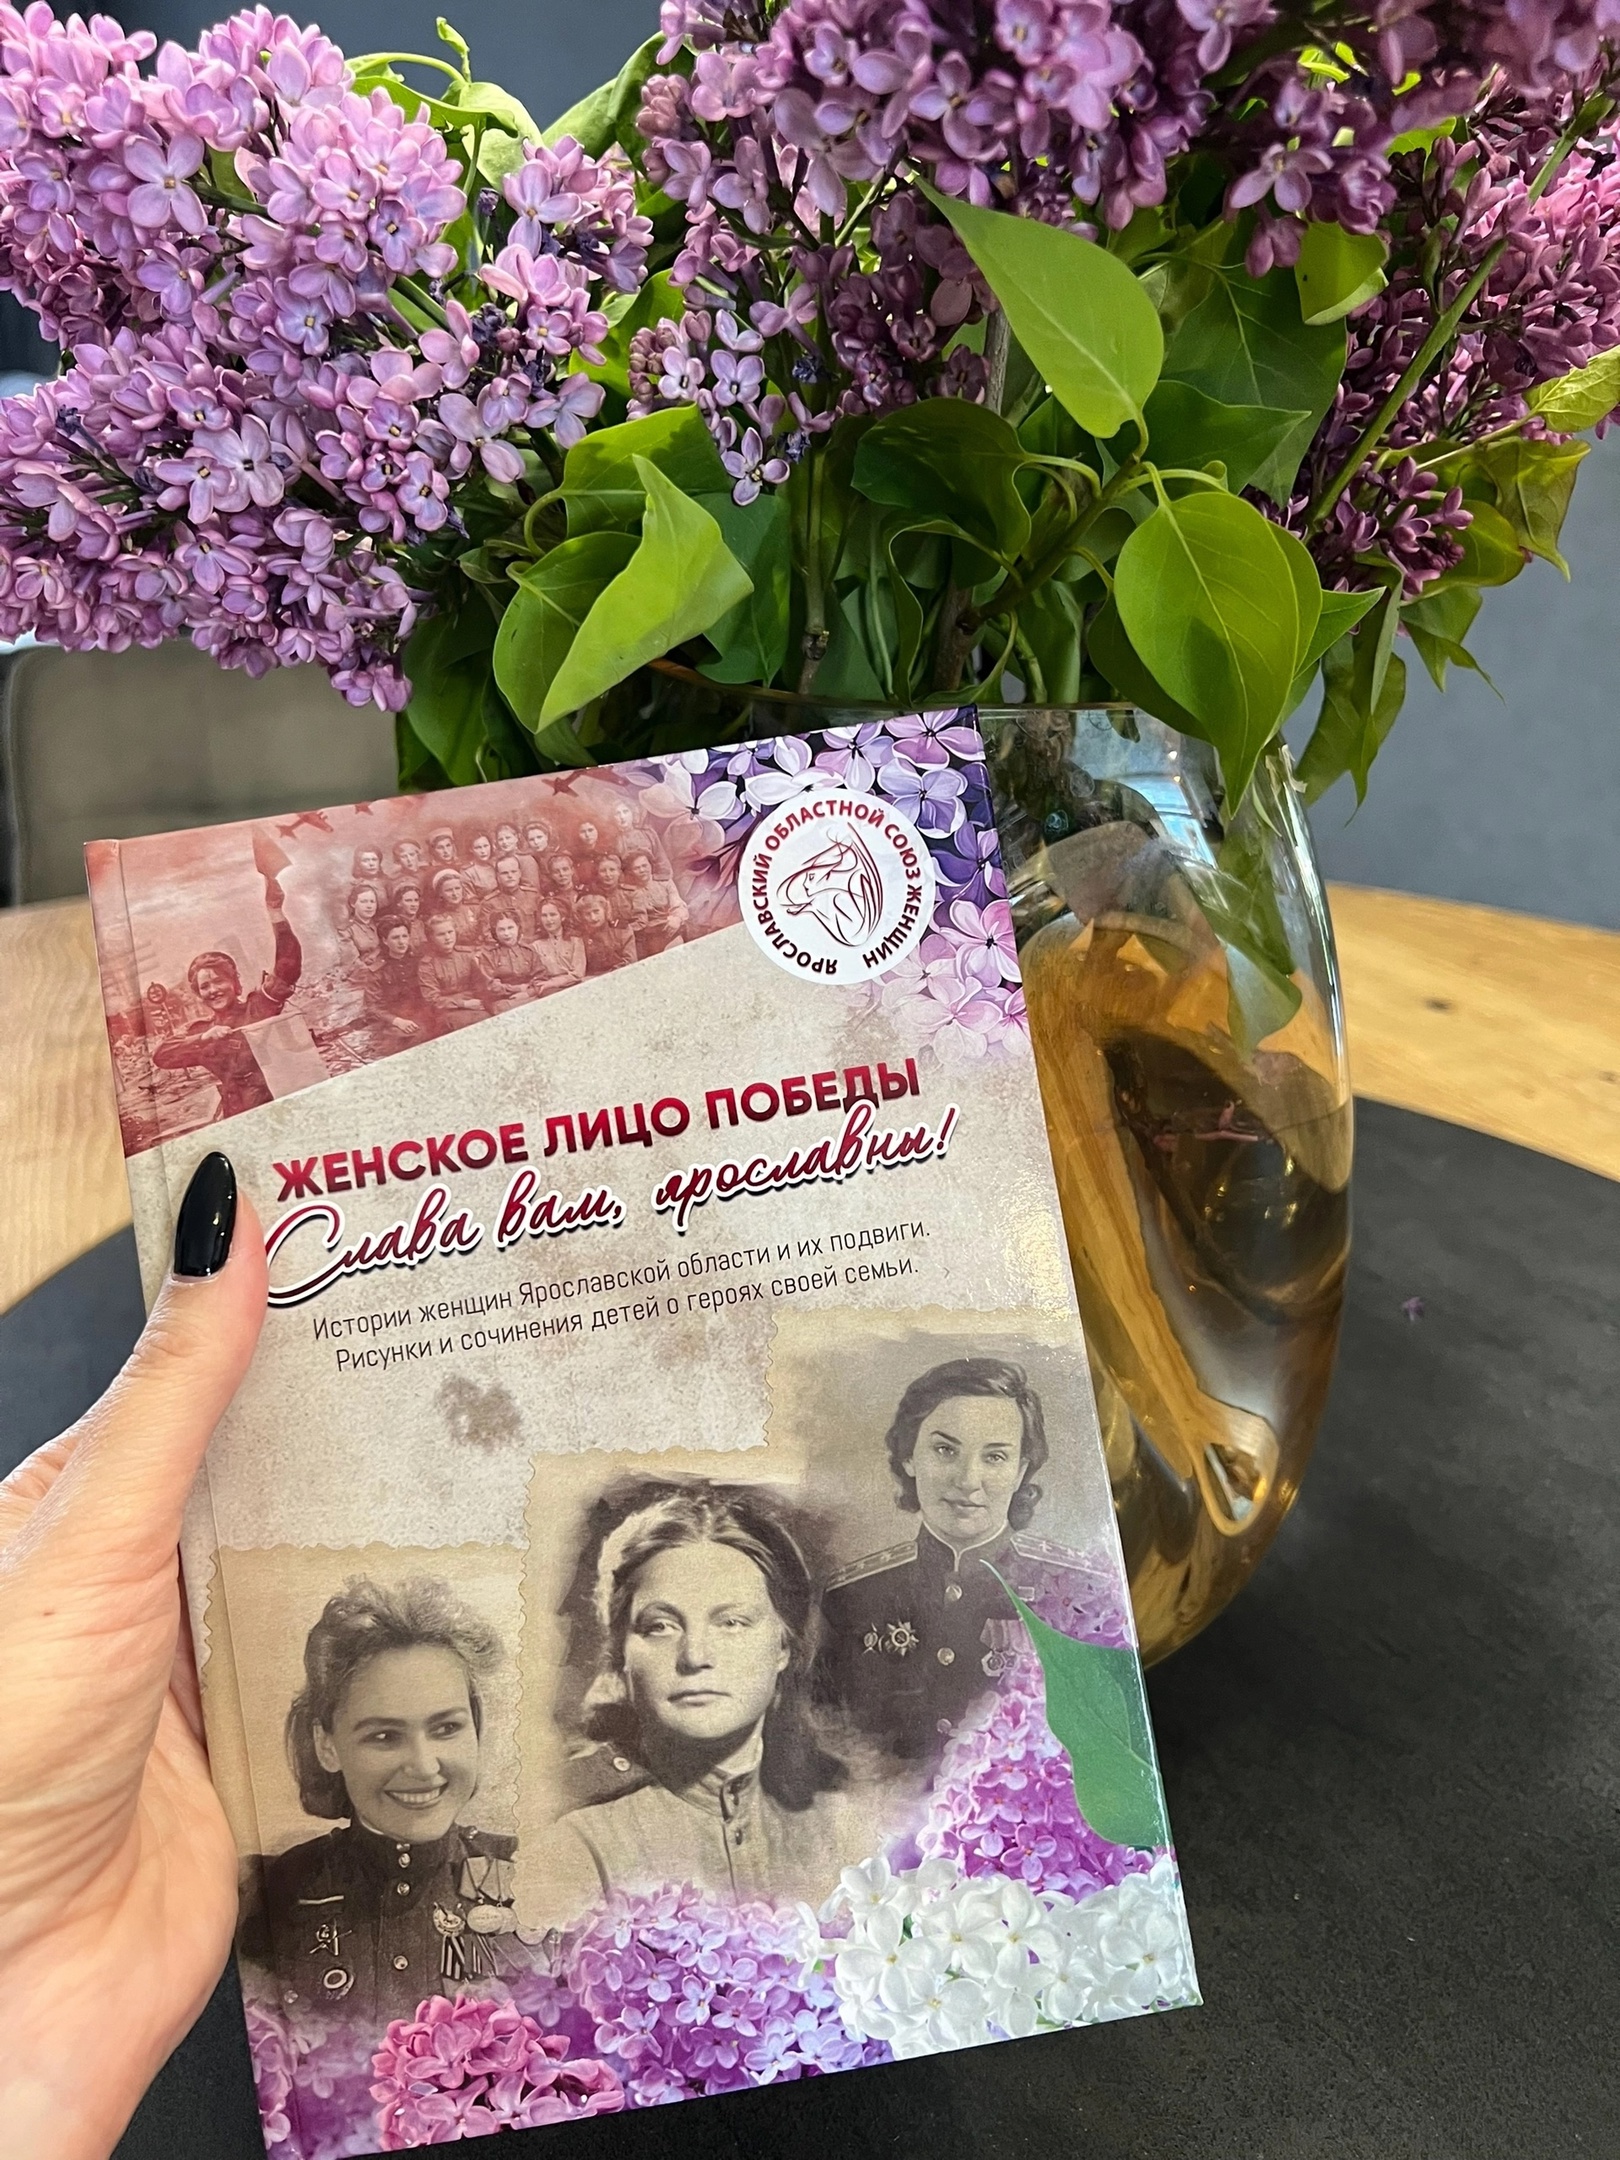 ЯРОСЛАВСКИЙ ОБЛАСТНОЙ СОЮЗ ЖЕНЩИН
ЖЕНСКОЕ ЛИЦО ПОБЕДЫ
Слава вам, ярославны!
Истории женщин Ярославской области и их подвиги.
Рисунки и сочинения детей о героях своей семьи.